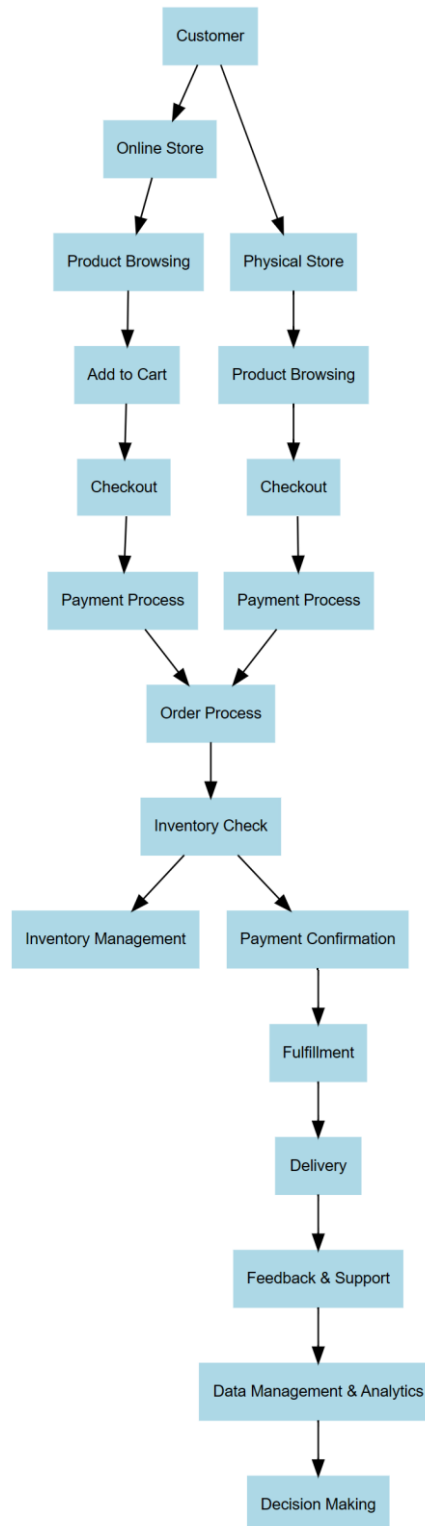 Customer
Online Store
Product Browsing
Physical Store
Add to Cart
Product Browsing
Checkout
Checkout
Payment Process
Payment Process
Order Process
Inventory Check
Inventory Management
Payment Confirmation
Fulfillment
Delivery
Feedback & Support
Data Management & Analytics
Decision Making